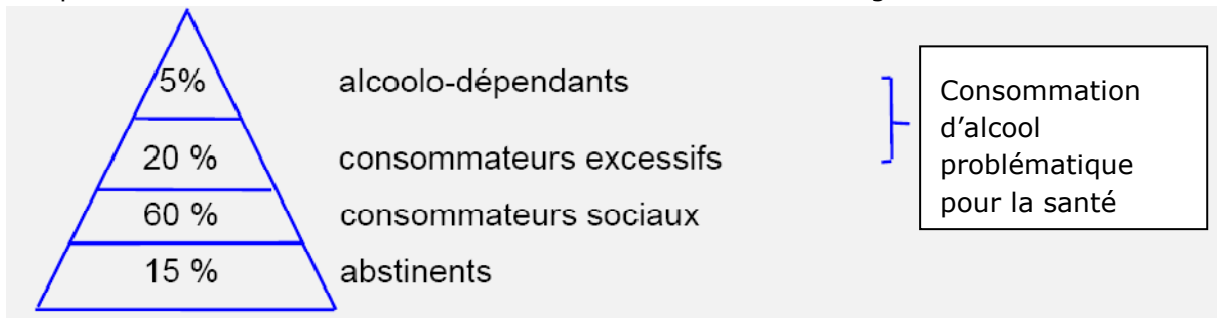 5% alcoolo-dépendants
20 % consommateurs excessifs
60 % consommateurs sociaux
15 % abstinents
Consommation
d’alcool
problématique
pour la santé